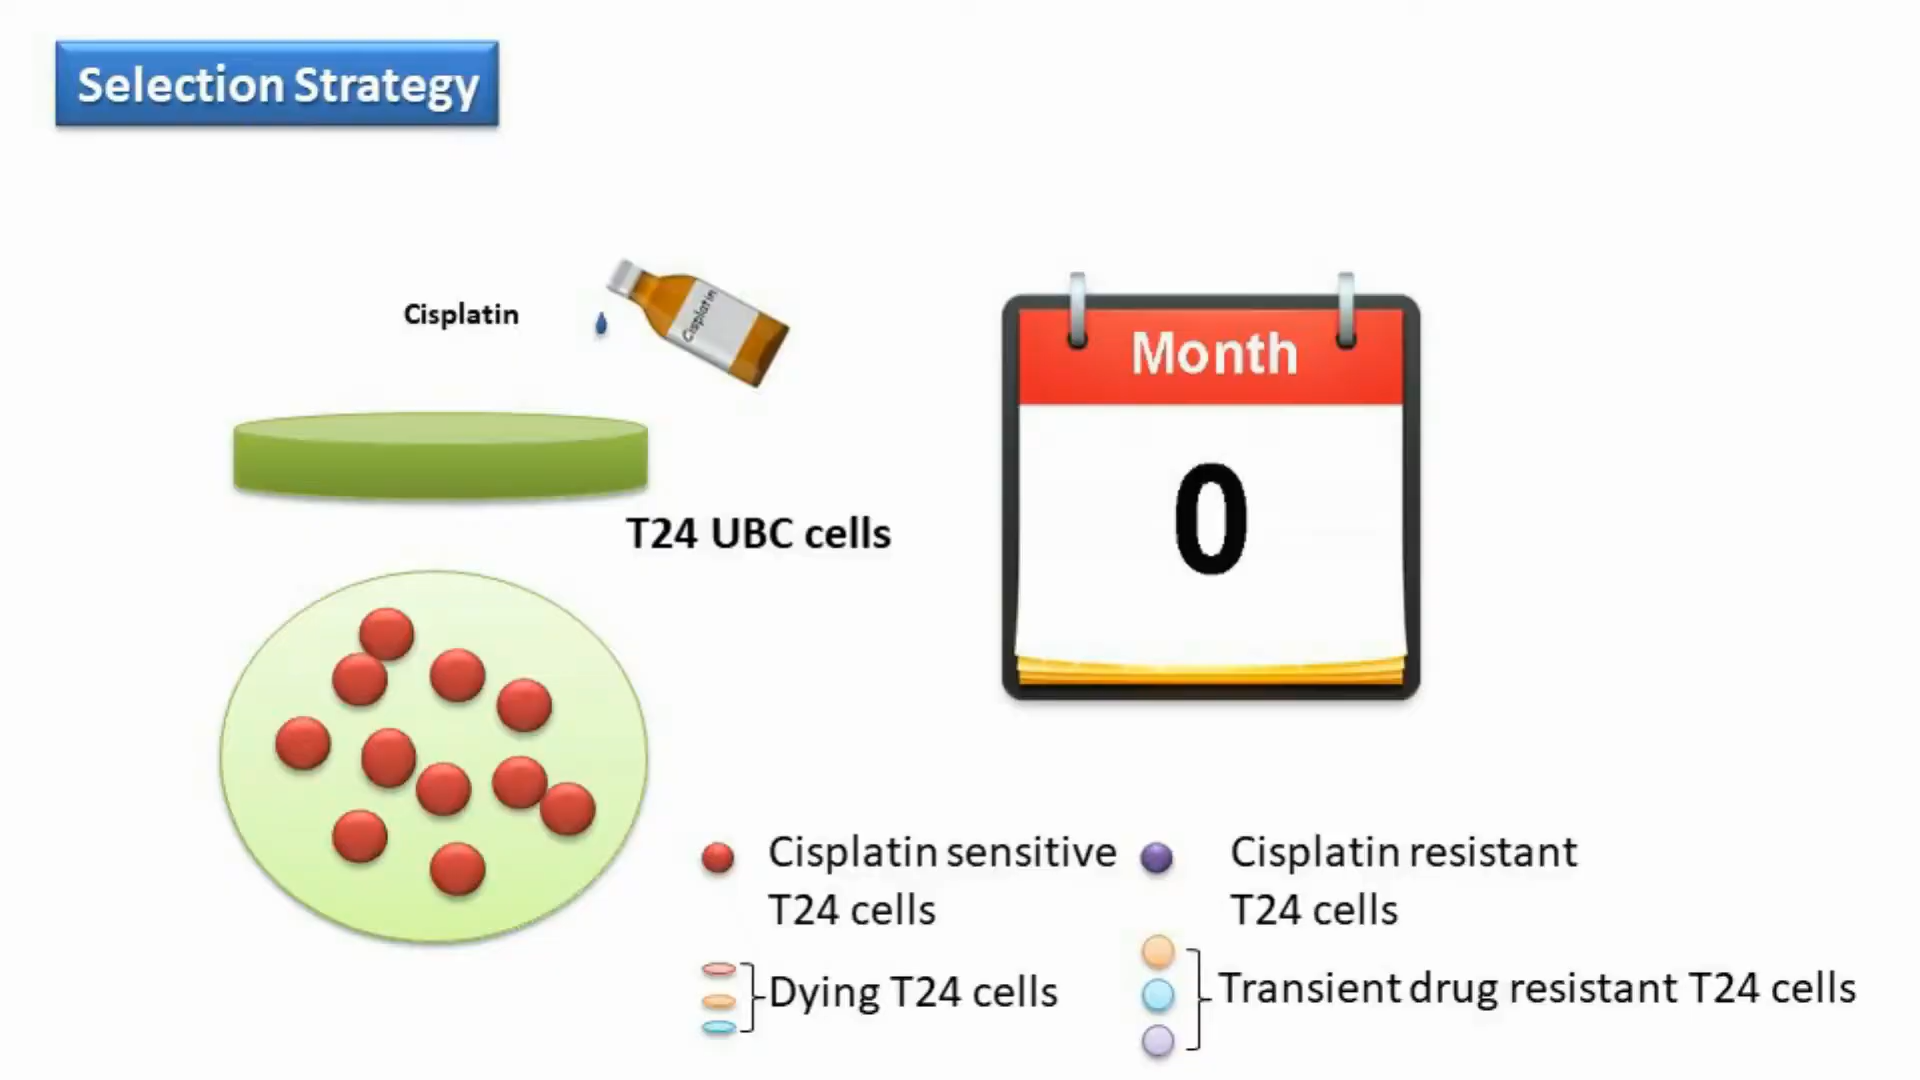 Selection Strategy
Cisplatin
Cisplatin
Month
0
T24 UBC cells
Cisplatin sensitive
T24 cells
Cisplatin resistant
T24 cells
Dying T24 cells
Transient drug resistant T24 cells